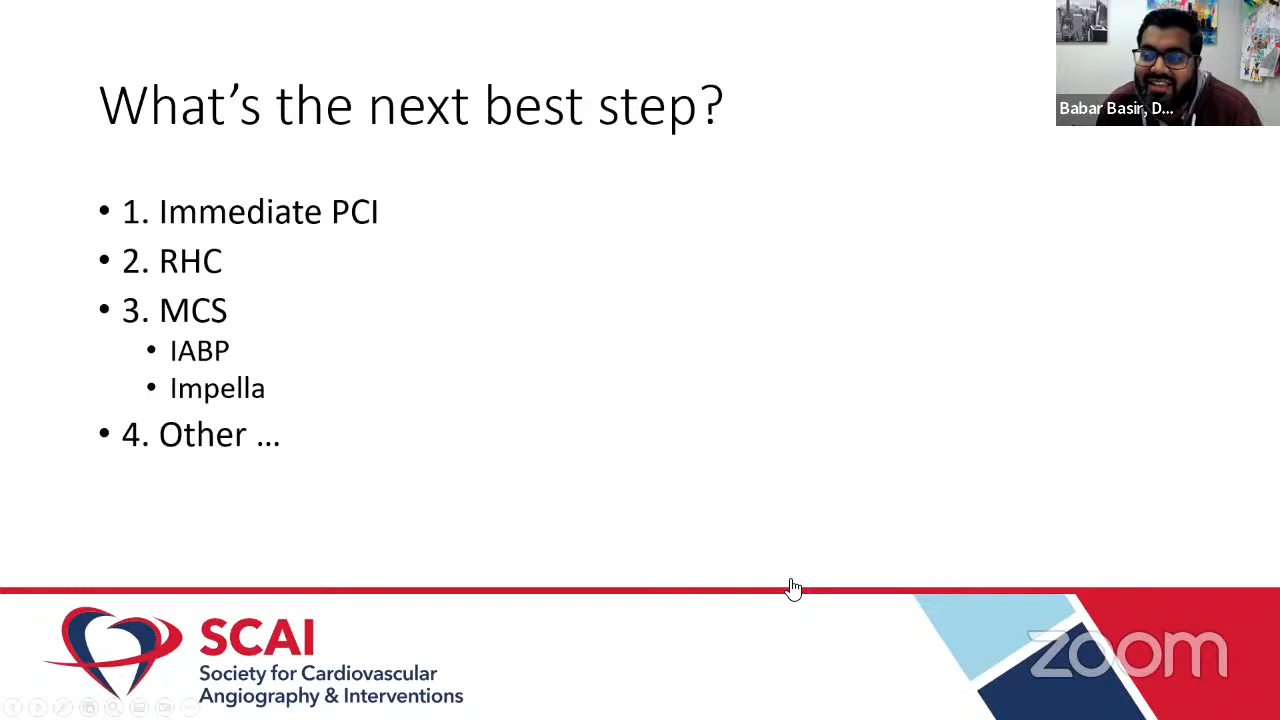 What's the next best step?
Babar Basir, D...
• 1. Immediate PCI
• 2. RHC
• 3. MCS
• IABP
• Impella
• 4. Other ...
SCAI
Society for Cardiovascular
Angiography & Interventions
zoom